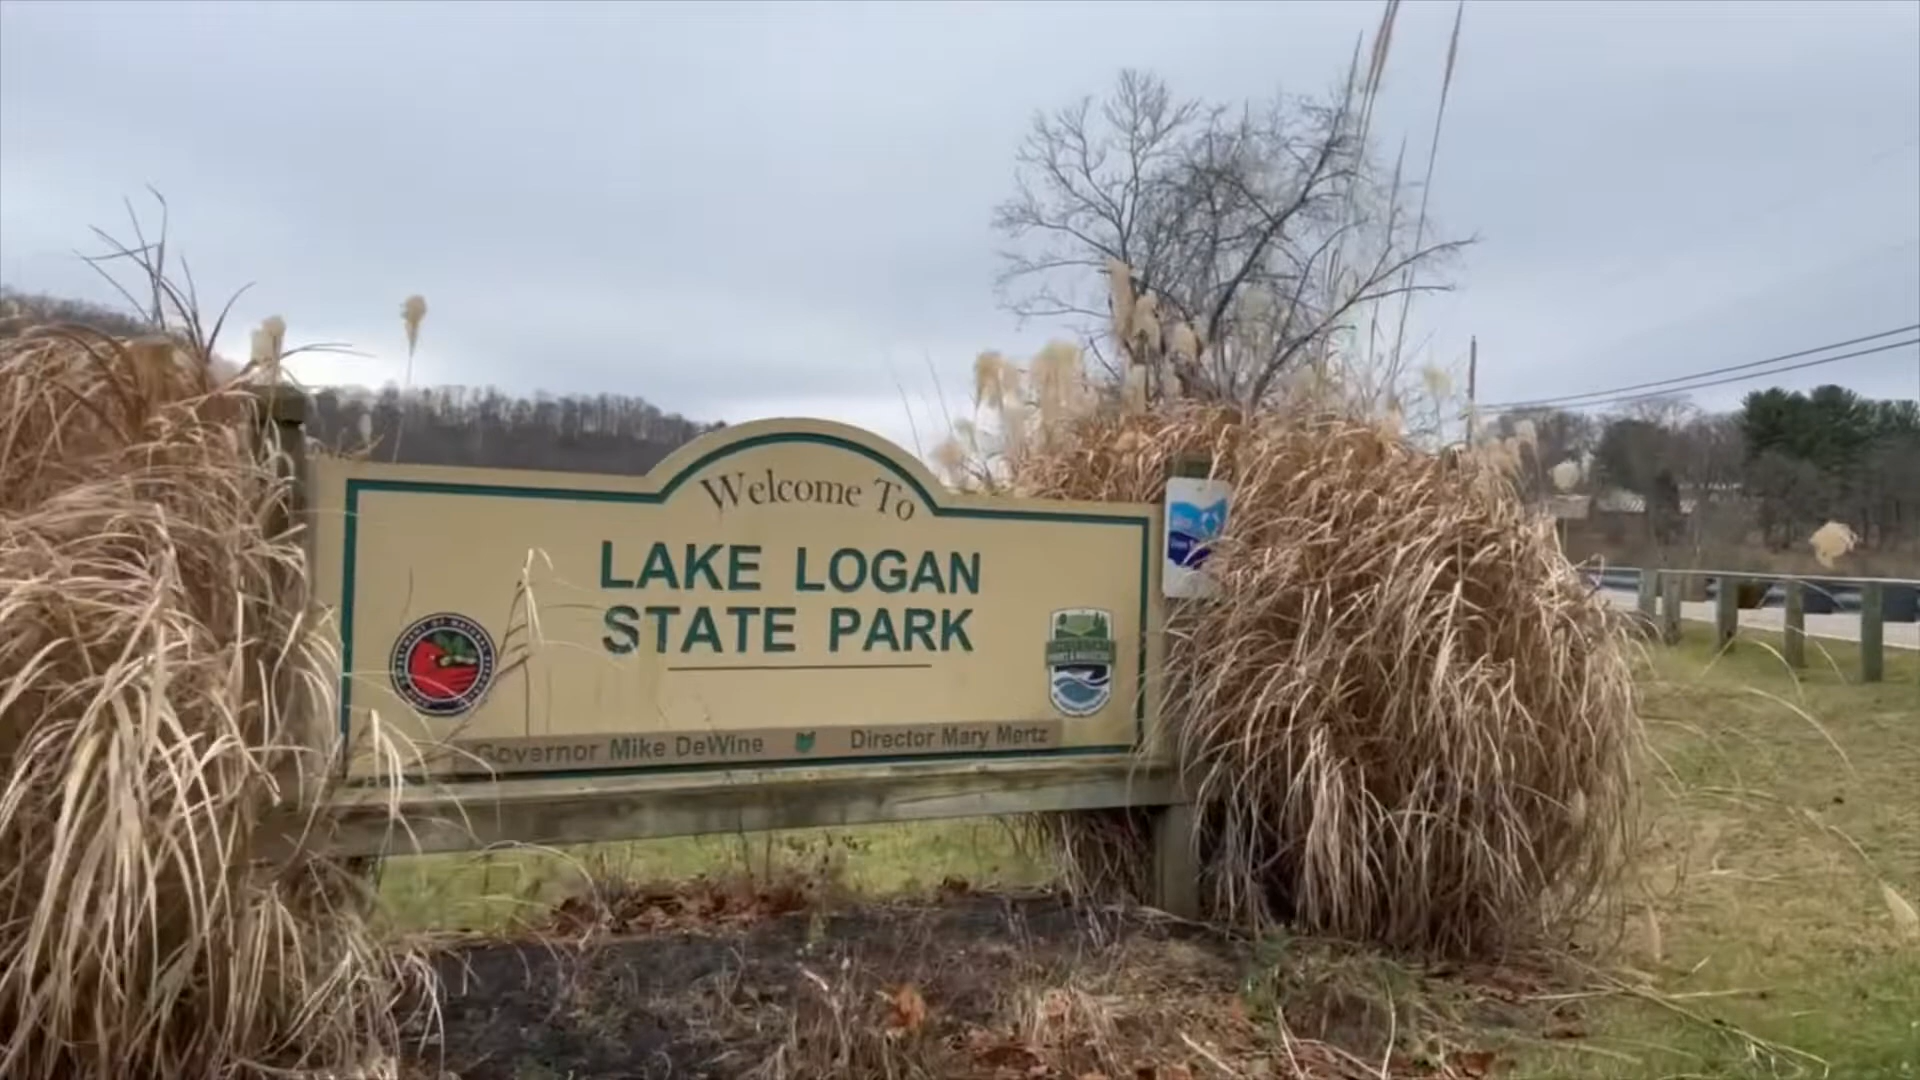 Welcome To
LAKE LOGAN
STATE PARK
Governor Mike DeWine
Director Mary Mertz